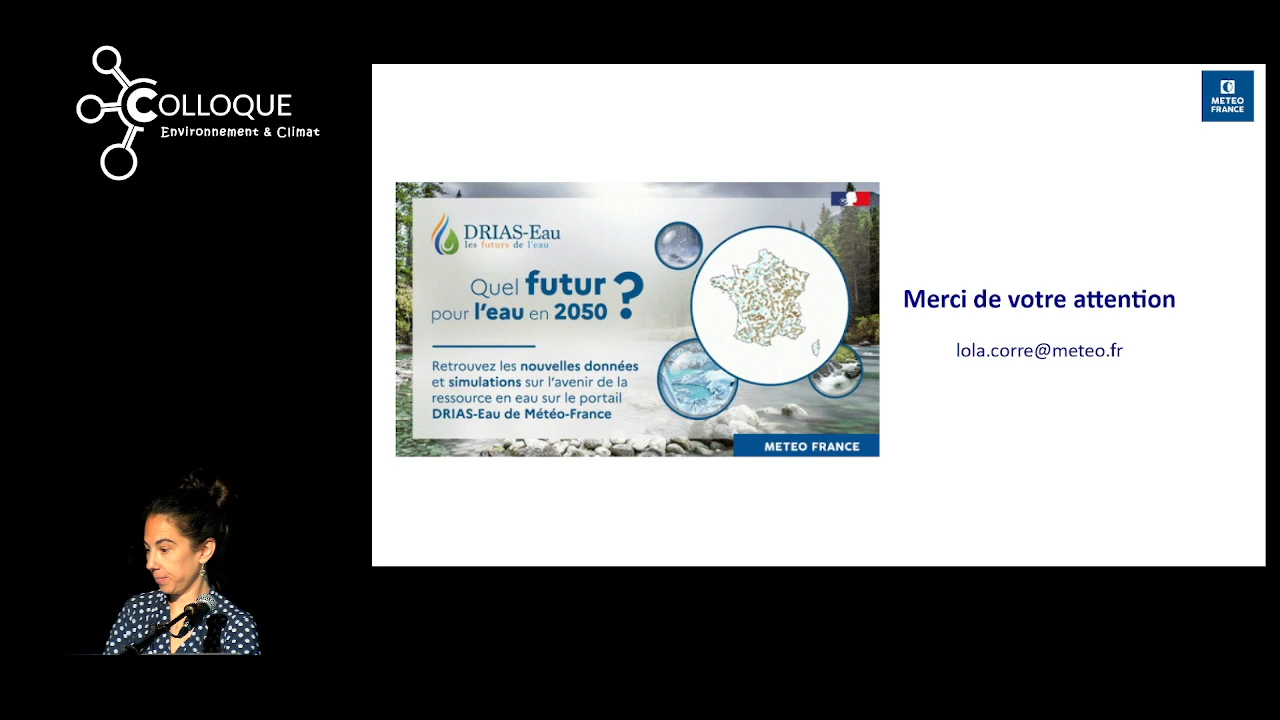 COLLOQUE
Environnement & Climat
METEO
FRANCE
DRIAS-Eau
les futurs de l'eau
Quel futur ?
pour l'eau en 2050
Retrouvez les nouvelles données
et simulations sur l'avenir de la
ressource en eau sur le portail
DRIAS-Eau de Météo-France
METEO FRANCE
Merci de votre attention
lola.corre@meteo.fr